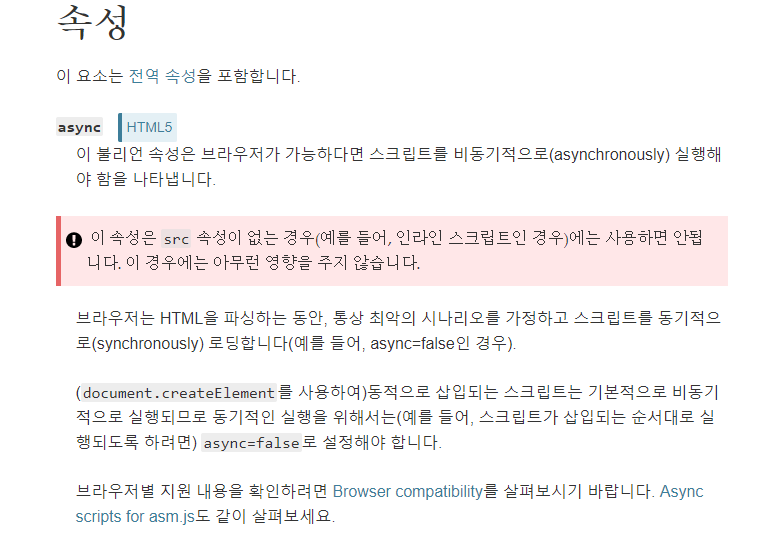 속성
이 요소는 전역 속성을 포함합니다.
async HTML5
이 불리언 속성은 브라우저가 가능하다면 스크립트를 비동기적으로(asynchronously) 실행해
야 함을 나타냅니다.
이 속성은 src 속성이 없는 경우(예를 들어, 인라인 스크립트인 경우)에는 사용하면 안됩
니다. 이 경우에는 아무런 영향을 주지 않습니다.
브라우저는 HTML을 파싱하는 동안, 통상 최악의 시나리오를 가정하고 스크립트를 동기적으
로(synchronously) 로딩합니다(예를 들어, async=false인 경우).
(document.createElement를 사용하여)동적으로 삽입되는 스크립트는 기본적으로 비동기
적으로 실행되므로 동기적인 실행을 위해서는(예를 들어, 스크립트가 삽입되는 순서대로 실
행되도록 하려면) async=false로 설정해야 합니다.
브라우저별 지원 내용을 확인하려면 Browser compatibility를 살펴보시기 바랍니다. Async
scripts for asm.js도 같이 살펴보세요.